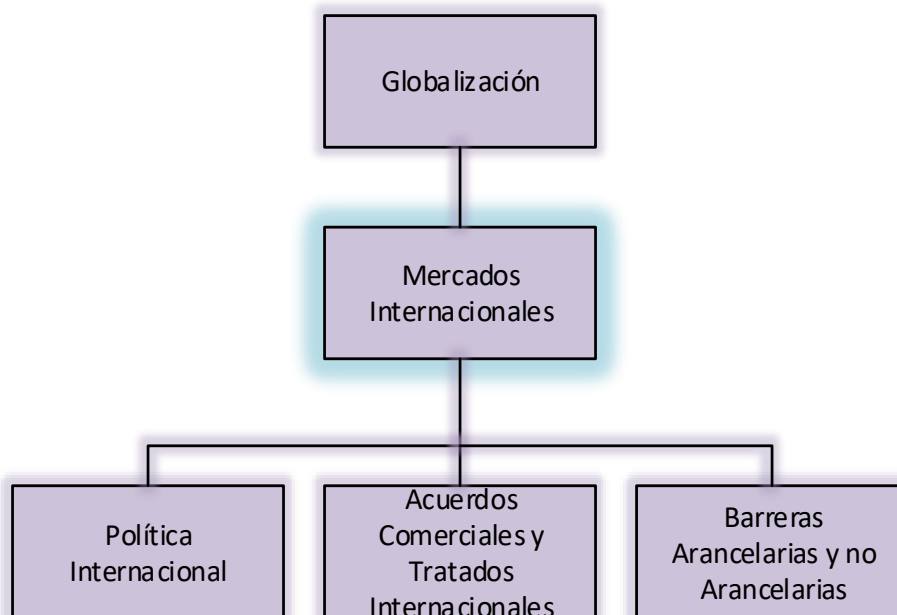 Globalización
Mercados
Internacionales
Política
Internacional
Acuerdos
Comerciales y
Tratados
Internacionales
Barreras
Arancelarias y no
Arancelarias